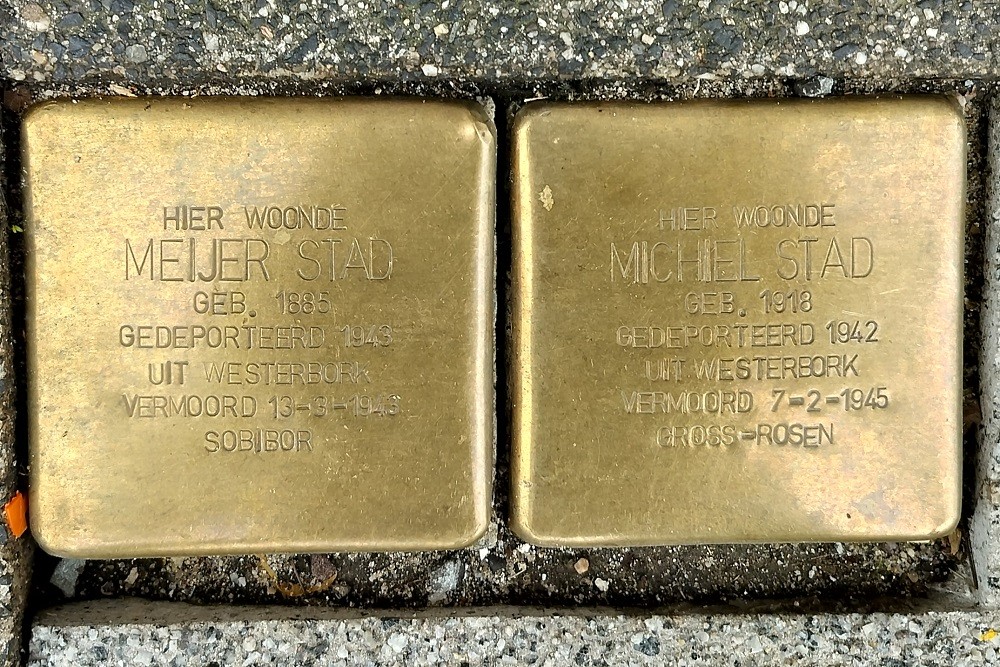 HIER WOONDE
MEIJER STAD
GEB. 1885
GEDEPORTEERD 1943
UIT WESTERBORK
VERMOORD 13-3-1943
SOBIBOR
HIER WOONDE
MICHIEL STAD
GEB. 1918
GEDEPORTEERD 1942
UIT WESTERBORK
VERMOORD 7-2-1945
GROSS-ROSEN